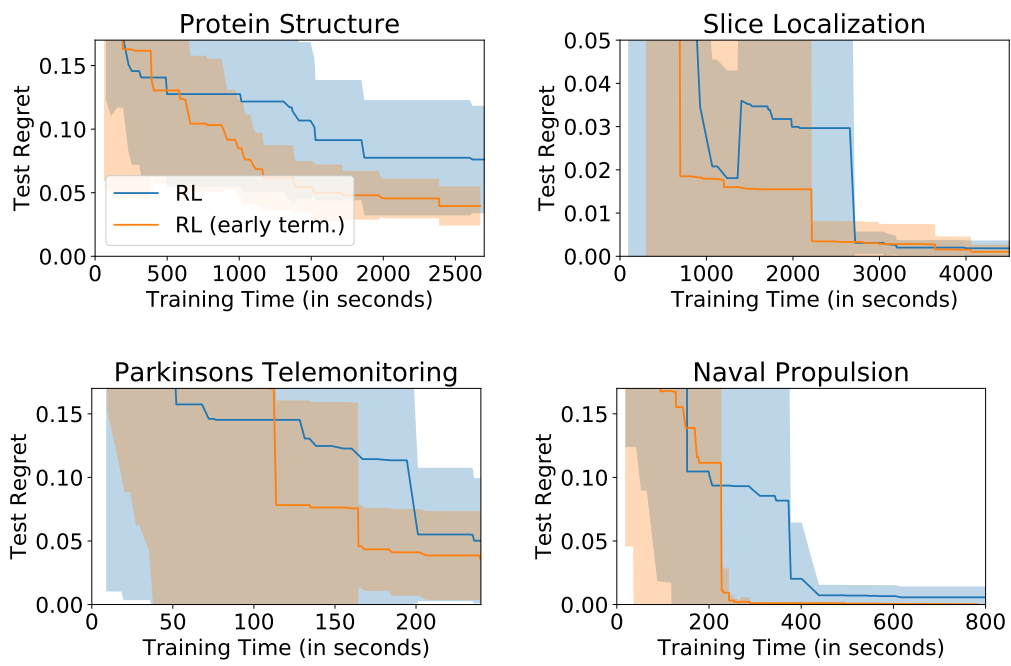 Protein Structure
Test Regret
0.15
0.10
0.05
0.00
RL
RL (early term.)
0 500 1000 1500 2000 2500
Training Time (in seconds)
Slice Localization
Test Regret
0.05
0.04
0.03
0.02
0.01
0.00
0 1000 2000 3000 4000
Training Time (in seconds)
Parkinsons Telemonitoring
Test Regret
0.15
0.10
0.05
0.00
0 50 100 150 200
Training Time (in seconds)
Naval Propulsion
Test Regret
0.15
0.10
0.05
0.00
0 200 400 600 800
Training Time (in seconds)